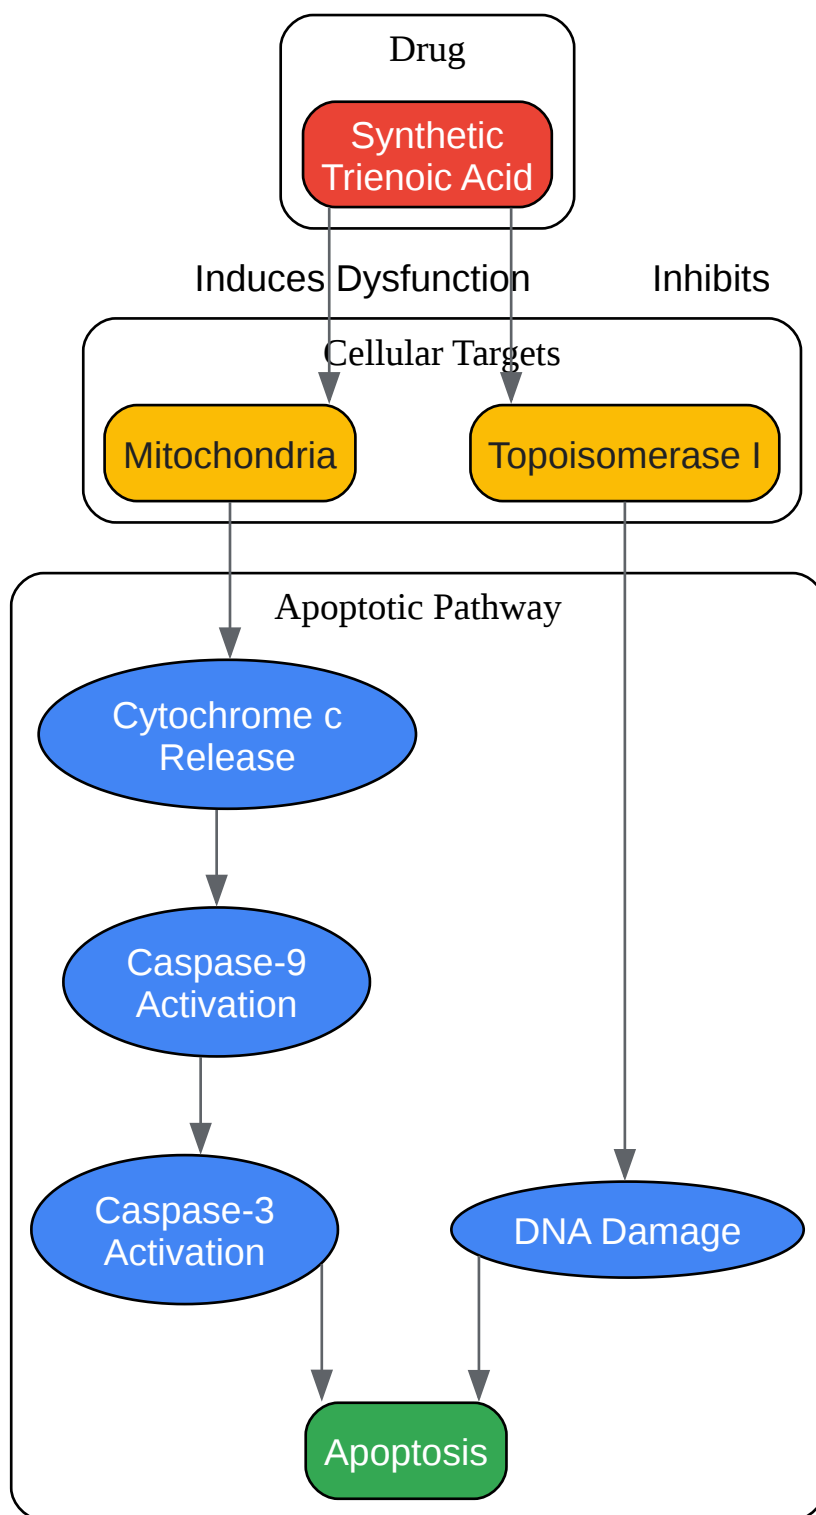 Drug
Synthetic
Trienoic Acid
Induces Dysfunction
Inhibits
Cellular Targets
Mitochondria
Topoisomerase I
Apoptotic Pathway
Cytochrome c
Release
Caspase-9
Activation
Caspase-3
Activation
DNA Damage
Apoptosis